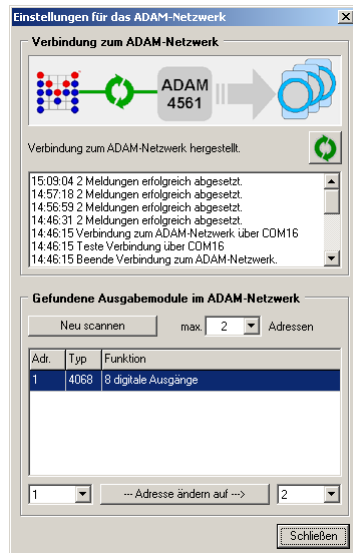 Einstellungen für das ADAM-Netzwerk
Verbindung zum ADAM-Netzwerk
ADAM
4561
Verbindung zum ADAM-Netzwerk hergestellt.
15:09:04 2 Meldungen erfolgreich abgesetzt.
14:57:18 2 Meldungen erfolgreich abgesetzt.
14:56:59 2 Meldungen erfolgreich abgesetzt.
14:46:31 2 Meldungen erfolgreich abgesetzt.
14:46:15 Verbindung zum ADAM-Netzwerk über COM16
14:46:15 Teste Verbindung über COM16
14:46:15 Beende Verbindung zum ADAM-Netzwerk.
Gefundene Ausgabemodule im ADAM-Netzwerk
Neu scannen max. 2 Adressen
Adr. Typ Funktion
1 4068 8 digitale Ausgänge
1 --- Adresse ändern auf ---> 2
Schließen